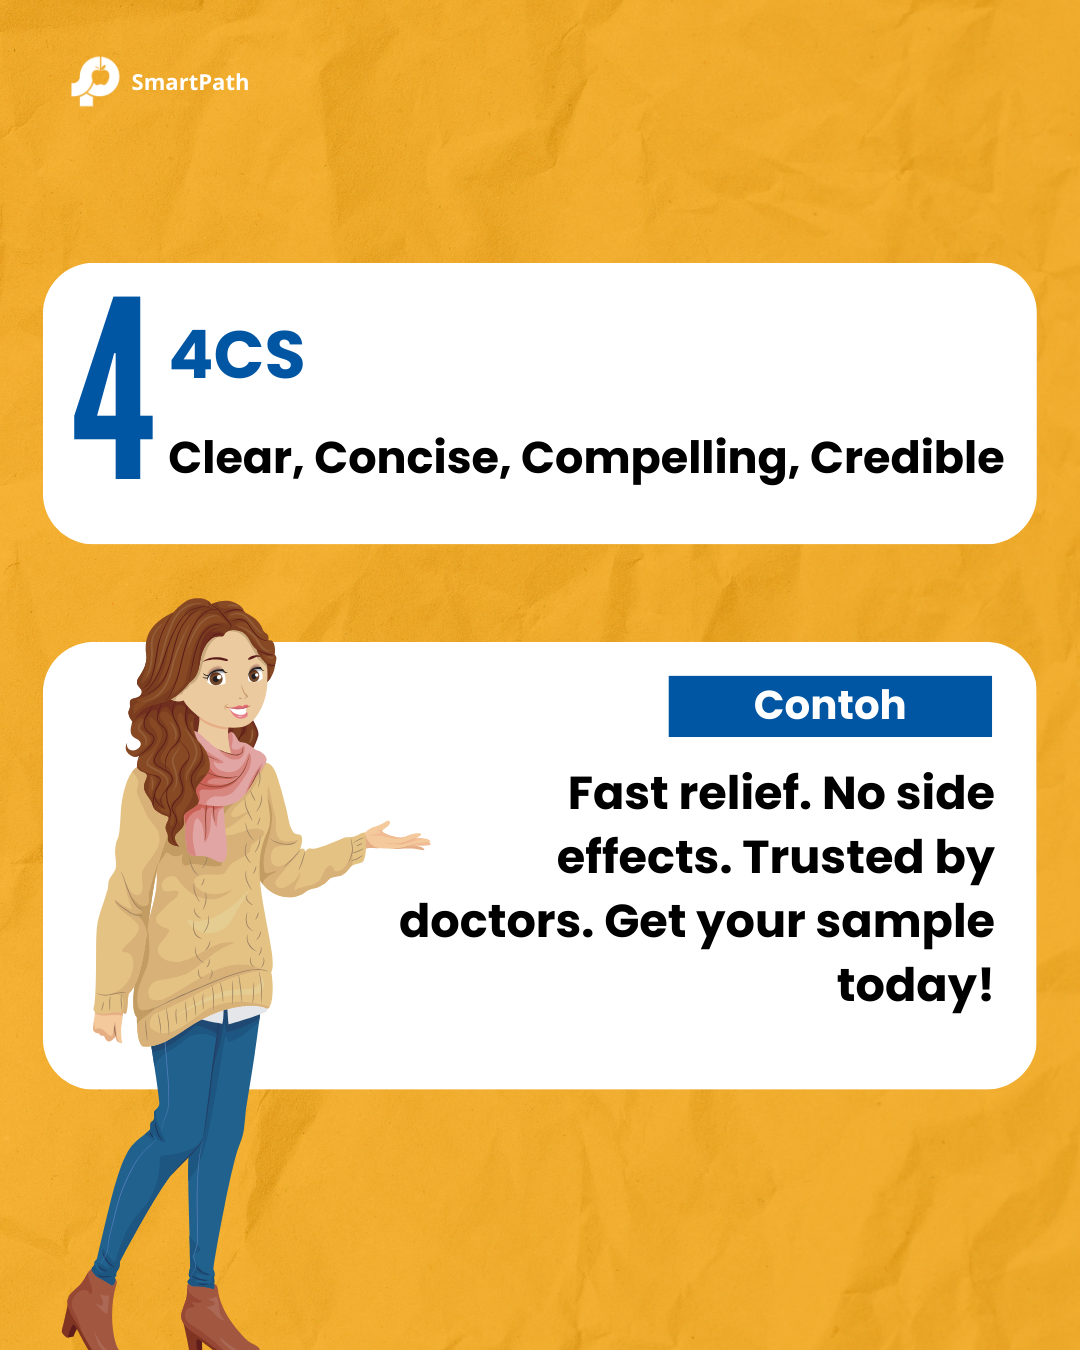 SmartPath
4
4CS
Clear, Concise, Compelling, Credible
Contoh
Fast relief. No side
effects. Trusted by
doctors. Get your sample
today!